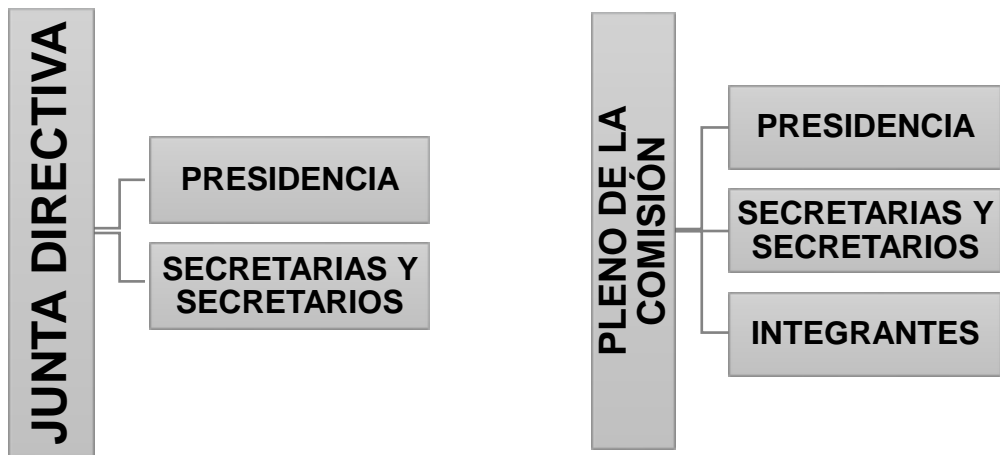 JUNTA DIRECTIVA
PRESIDENCIA
SECRETARIAS Y
SECRETARIOS
PLENO DE LA
COMISIÓN
PRESIDENCIA
SECRETARIAS Y
SECRETARIOS
INTEGRANTES